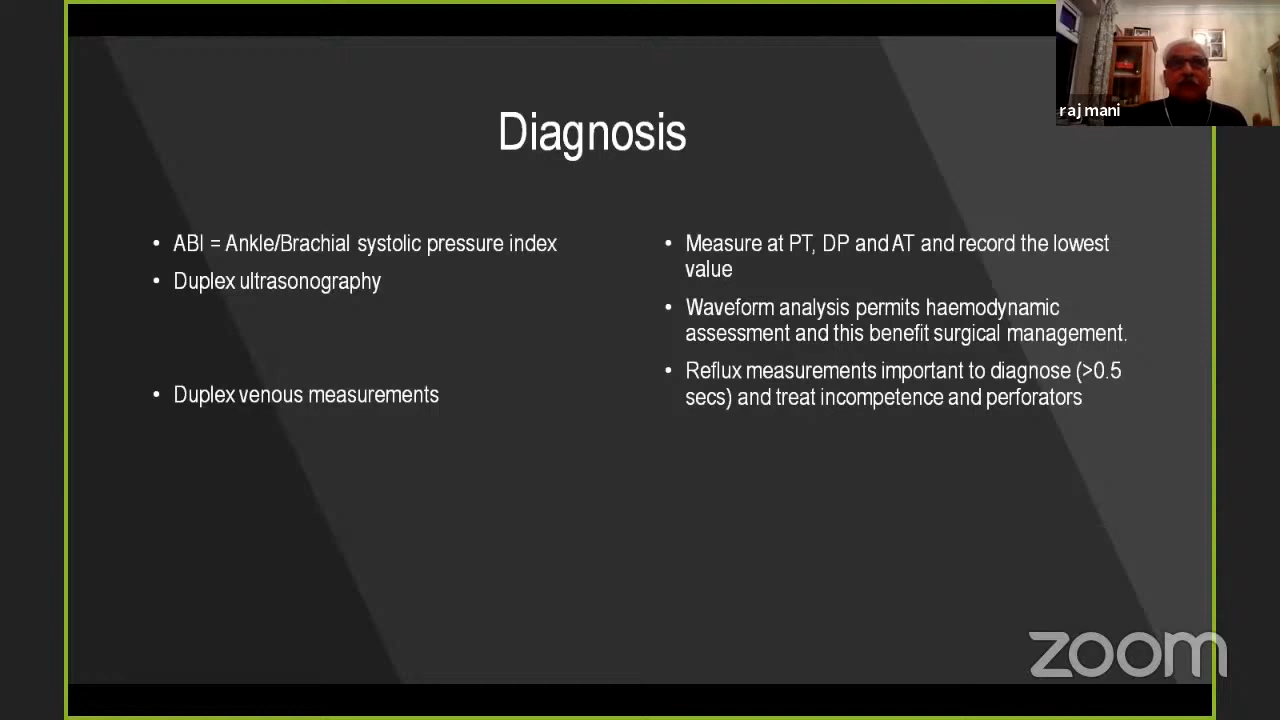 raj mani
Diagnosis
• ABI = Ankle/Brachial systolic pressure index
• Duplex ultrasonography
• Duplex venous measurements
• Measure at PT, DP and AT and record the lowest
value
• Waveform analysis permits haemodynamic
assessment and this benefit surgical management.
• Reflux measurements important to diagnose (>0.5
secs) and treat incompetence and perforators
zoom